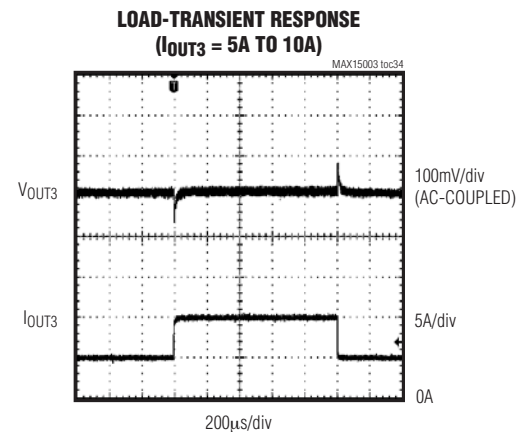 LOAD-TRANSIENT RESPONSE
(IOUT3 = 5A TO 10A)
MAX15003 toc34
T
VOUT3
100mV/div
(AC-COUPLED)
IOUT3
5A/div
0A
200µs/div